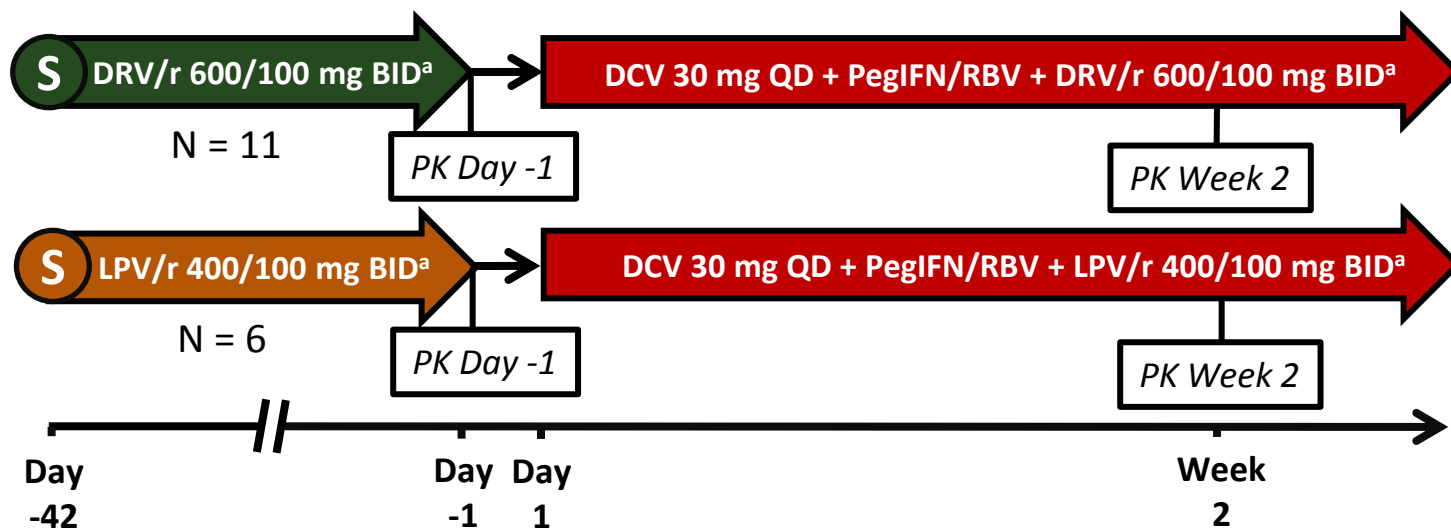 S
DRV/r 600/100 mg BIDᵃ
DCV 30 mg QD + PegIFN/RBV + DRV/r 600/100 mg BIDᵃ
N = 11
PK Day -1
PK Week 2
S
LPV/r 400/100 mg BIDᵃ
DCV 30 mg QD + PegIFN/RBV + LPV/r 400/100 mg BIDᵃ
N = 6
PK Day -1
PK Week 2
Day
-42
Day
-1
Day
1
Week
2